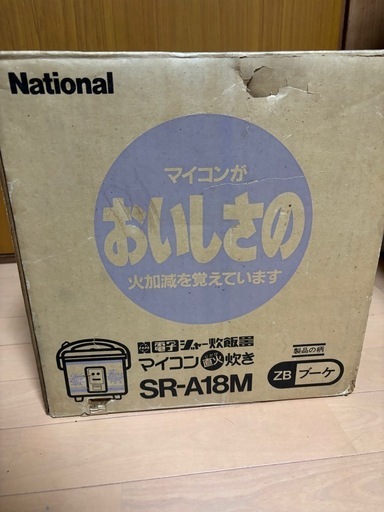 National
マイコンが
おいしさの
火加減を覚えています
電子ジャー炊飯器
マイコン直火炊き
SR-A18M
製品の柄
ZB ブーケ